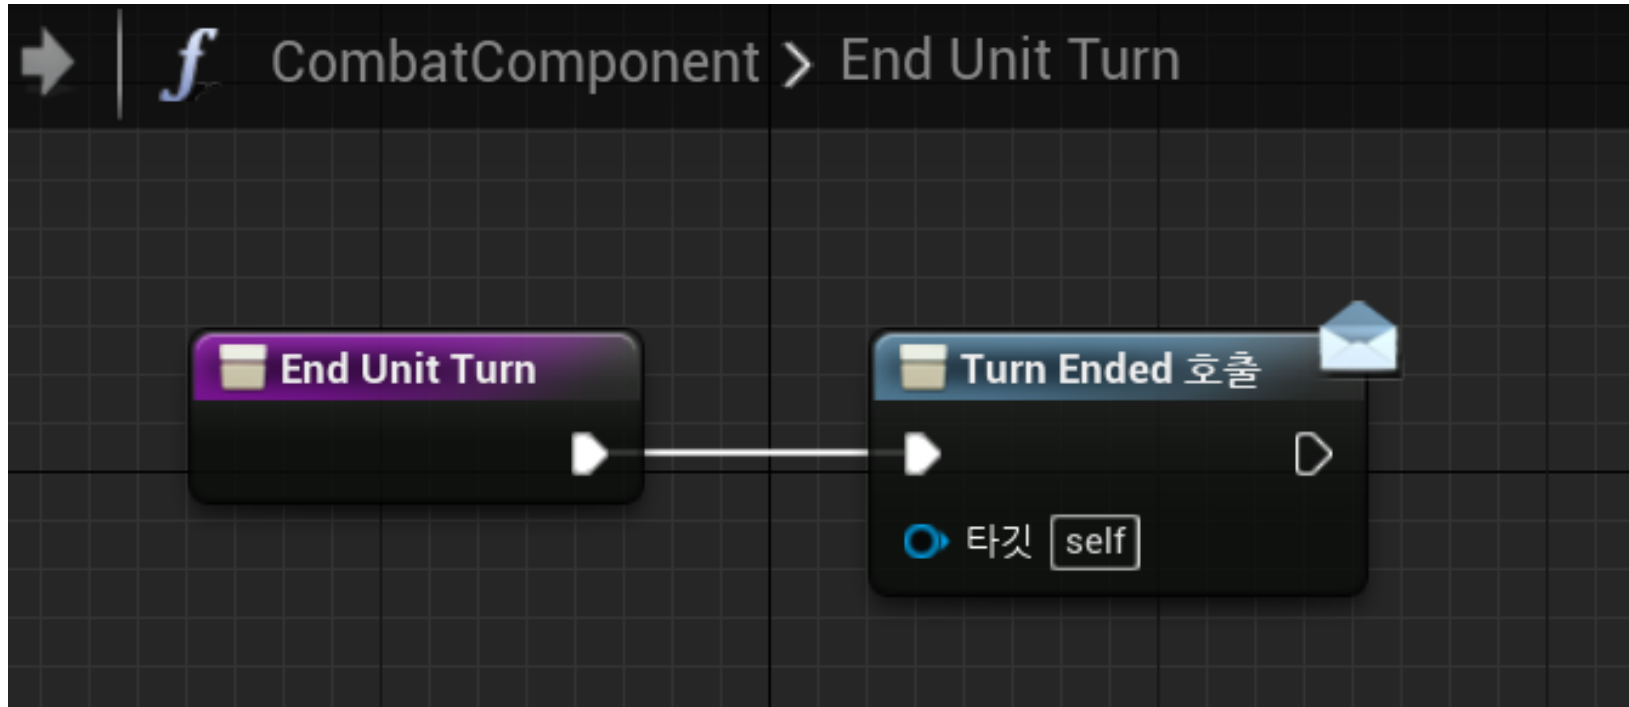 CombatComponent > End Unit Turn
End Unit Turn
Turn Ended 호출
타깃 self